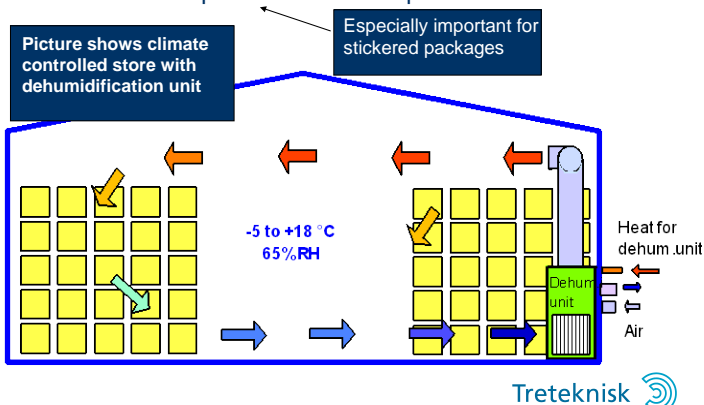 Especially important for
stickered packages
Picture shows climate
controlled store with
dehumidification unit
-5 to +18 °C
65%RH
Heat for
dehum.unit
Dehum
unit
Air
Treteknisk